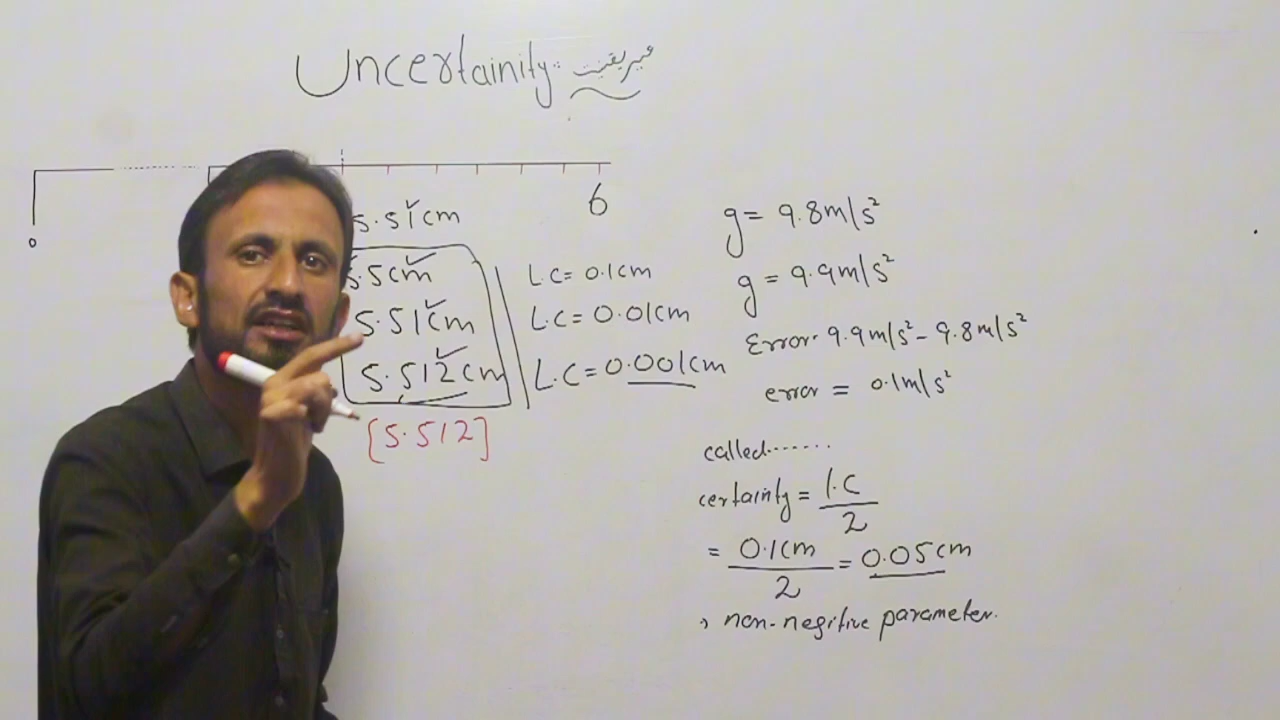 Uncertainity:- غیر یقینیت
0
6
5.51cm
5.5cm L.C= 0.1cm
5.51cm L.C= 0.01cm
5.512cm L.C= 0.001cm
[5.512]
g= 9.8m/s²
g= 9.9m/s²
Error. 9.9m/s² - 9.8m/s²
error = 0.1m/s²
called......
certainty = L.C/2
= 0.1cm/2 = 0.05cm
, non-negitive parameter.